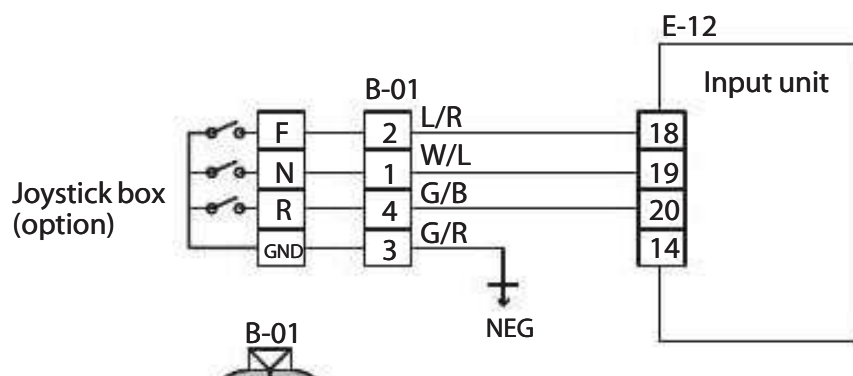 E-12
Input unit
B-01
F 2 L/R 18
N 1 W/L 19
R 4 G/B 20
GND 3 G/R 14
Joystick box
(option)
NEG
B-01